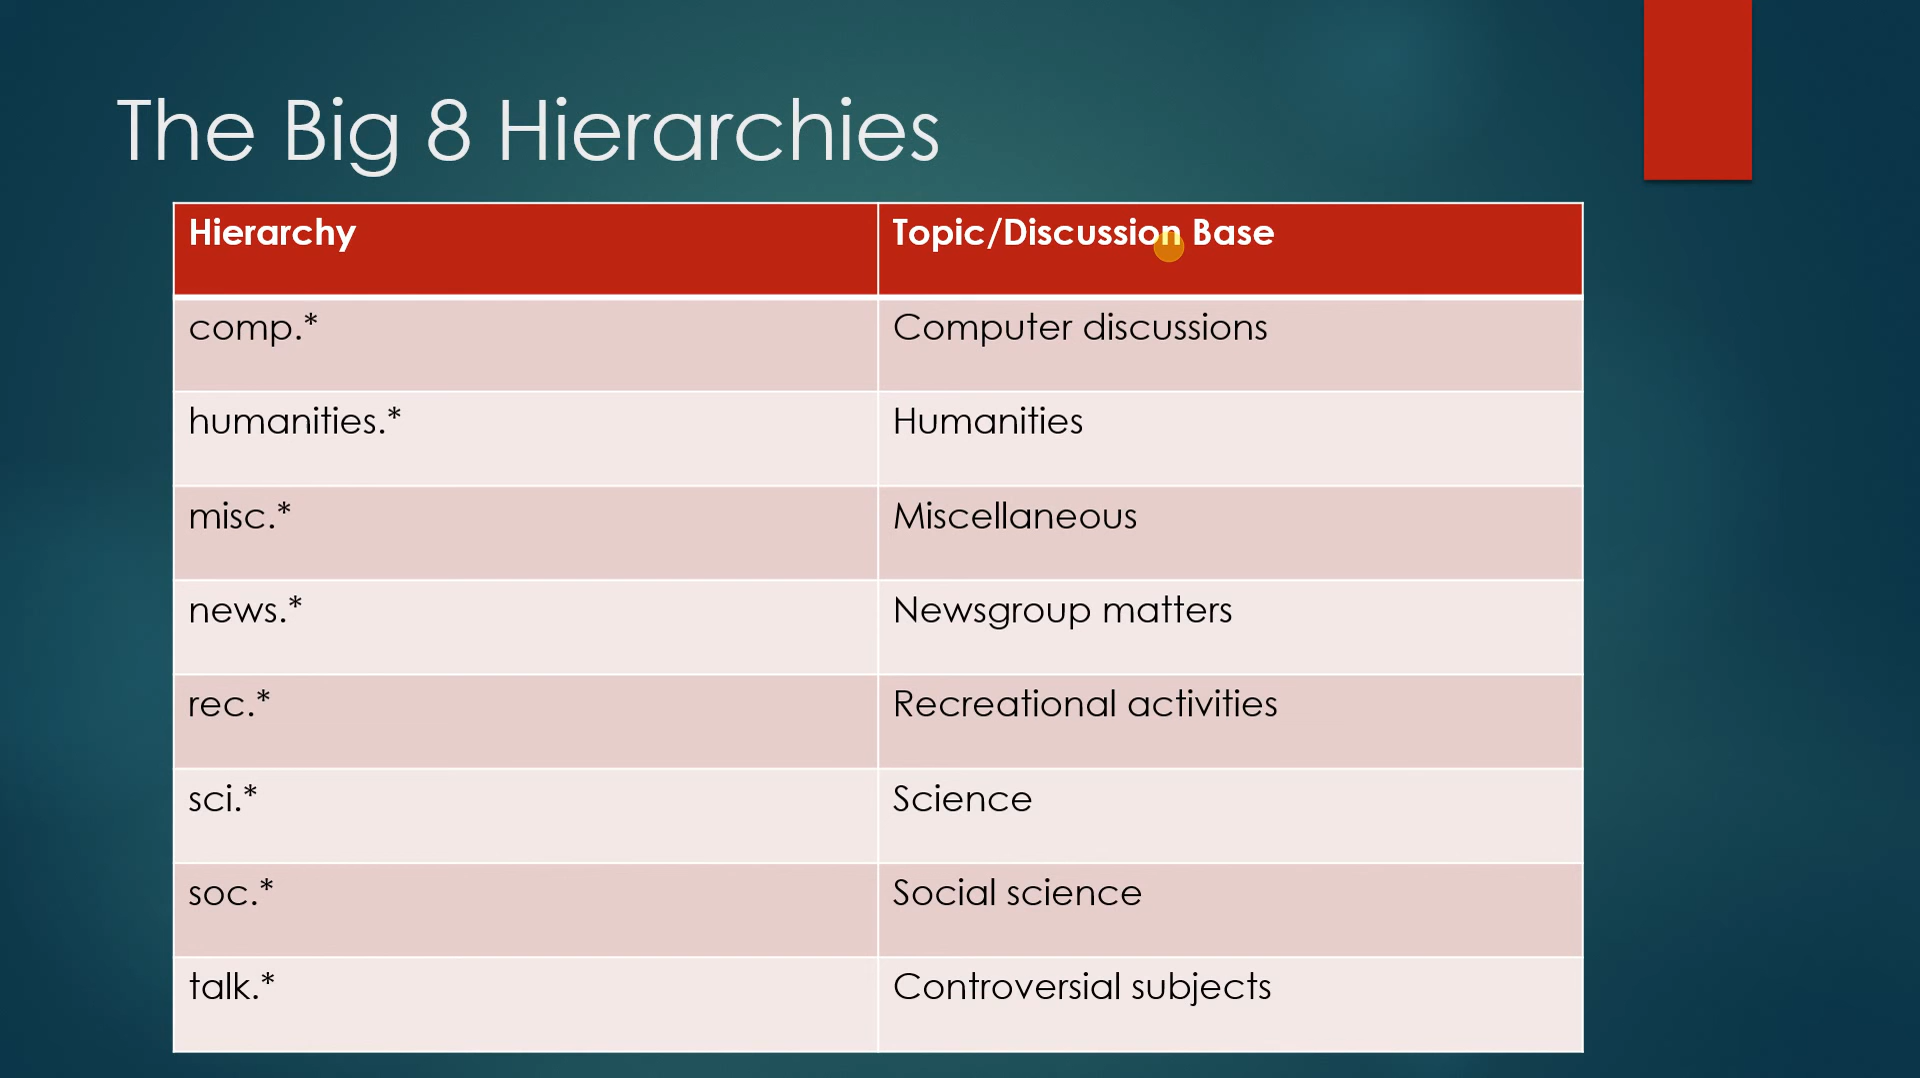 The Big 8 Hierarchies
Hierarchy Topic/Discussion Base
comp.* Computer discussions
humanities.* Humanities
misc.* Miscellaneous
news.* Newsgroup matters
rec.* Recreational activities
sci.* Science
soc.* Social science
talk.* Controversial subjects